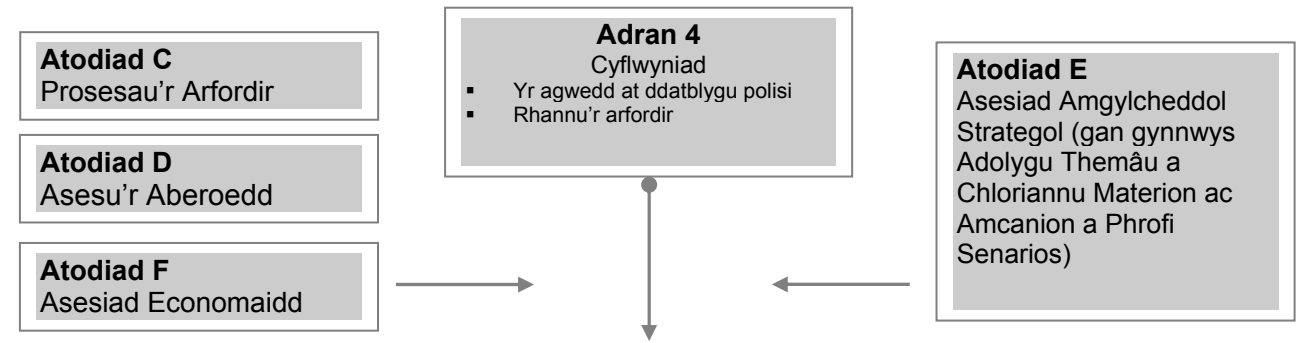 Atodiad C
Prosesau'r Arfordir
Atodiad D
Asesu’r Aberoedd
Atodiad F
Asesiad Economaidd
Adran 4
Cyflwyniad
▪ Yr agwedd at ddatblygu polisi
▪ Rhannu’r arfordir
Atodiad E
Asesiad Amgylcheddol
Strategol (gan gynnwys
Adolygu Themâu a
Chloriannu Materion ac
Amcanion a Phrofi
Senarios)